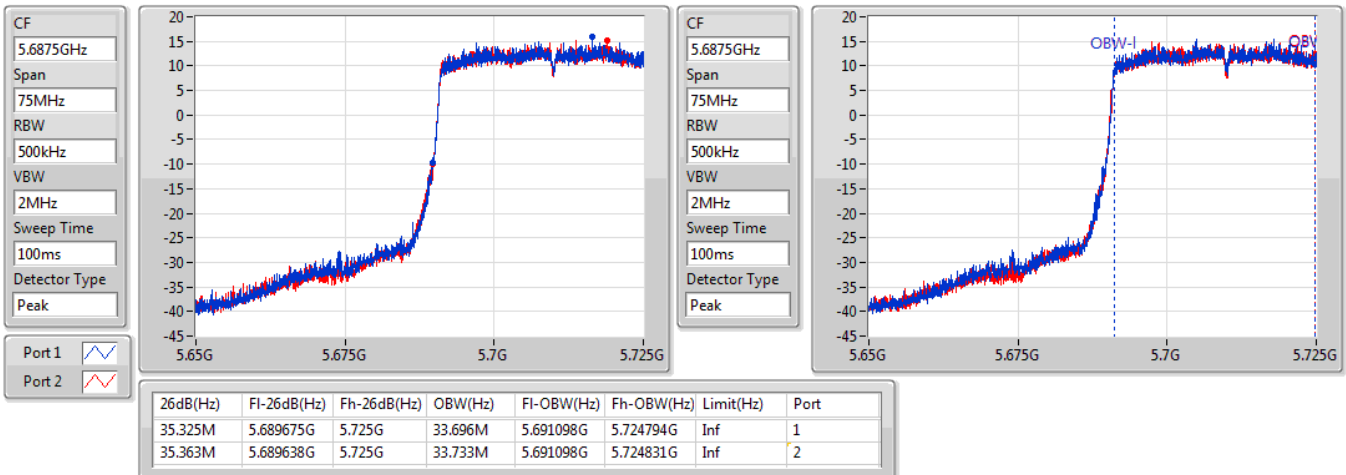 CF
5.6875GHz
Span
75MHz
RBW
500kHz
VBW
2MHz
Sweep Time
100ms
Detector Type
Peak
Port 1
Port 2
20
15
10
5
0
-5
-10
-15
-20
-25
-30
-35
-40
-45
5.65G 5.675G 5.7G 5.725G
CF
5.6875GHz
Span
75MHz
RBW
500kHz
VBW
2MHz
Sweep Time
100ms
Detector Type
Peak
20
15
10
5
0
-5
-10
-15
-20
-25
-30
-35
-40
-45
OBW-l
5.65G 5.675G 5.7G 5.725G
26dB(Hz) Fl-26dB(Hz) Fh-26dB(Hz) OBW(Hz) Fl-OBW(Hz) Fh-OBW(Hz) Limit(Hz) Port
35.325M 5.689675G 5.725G 33.696M 5.691098G 5.724794G Inf 1
35.363M 5.689638G 5.725G 33.733M 5.691098G 5.724831G Inf 2